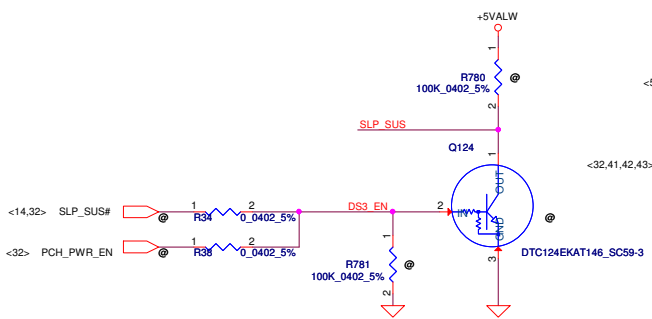 +5VALW
1
R780
100K_0402_5%
@
2
<5
SLP_SUS
Q124
1
<32,41,42,43>
OUT
<14,32> SLP_SUS#
@
1
R34
2
0_0402_5%
DS3_EN
2
IN
GND
@
<32> PCH_PWR_EN
@
1
R38
2
0_0402_5%
1
R781
100K_0402_5%
@
2
3
DTC124EKAT146_SC59-3